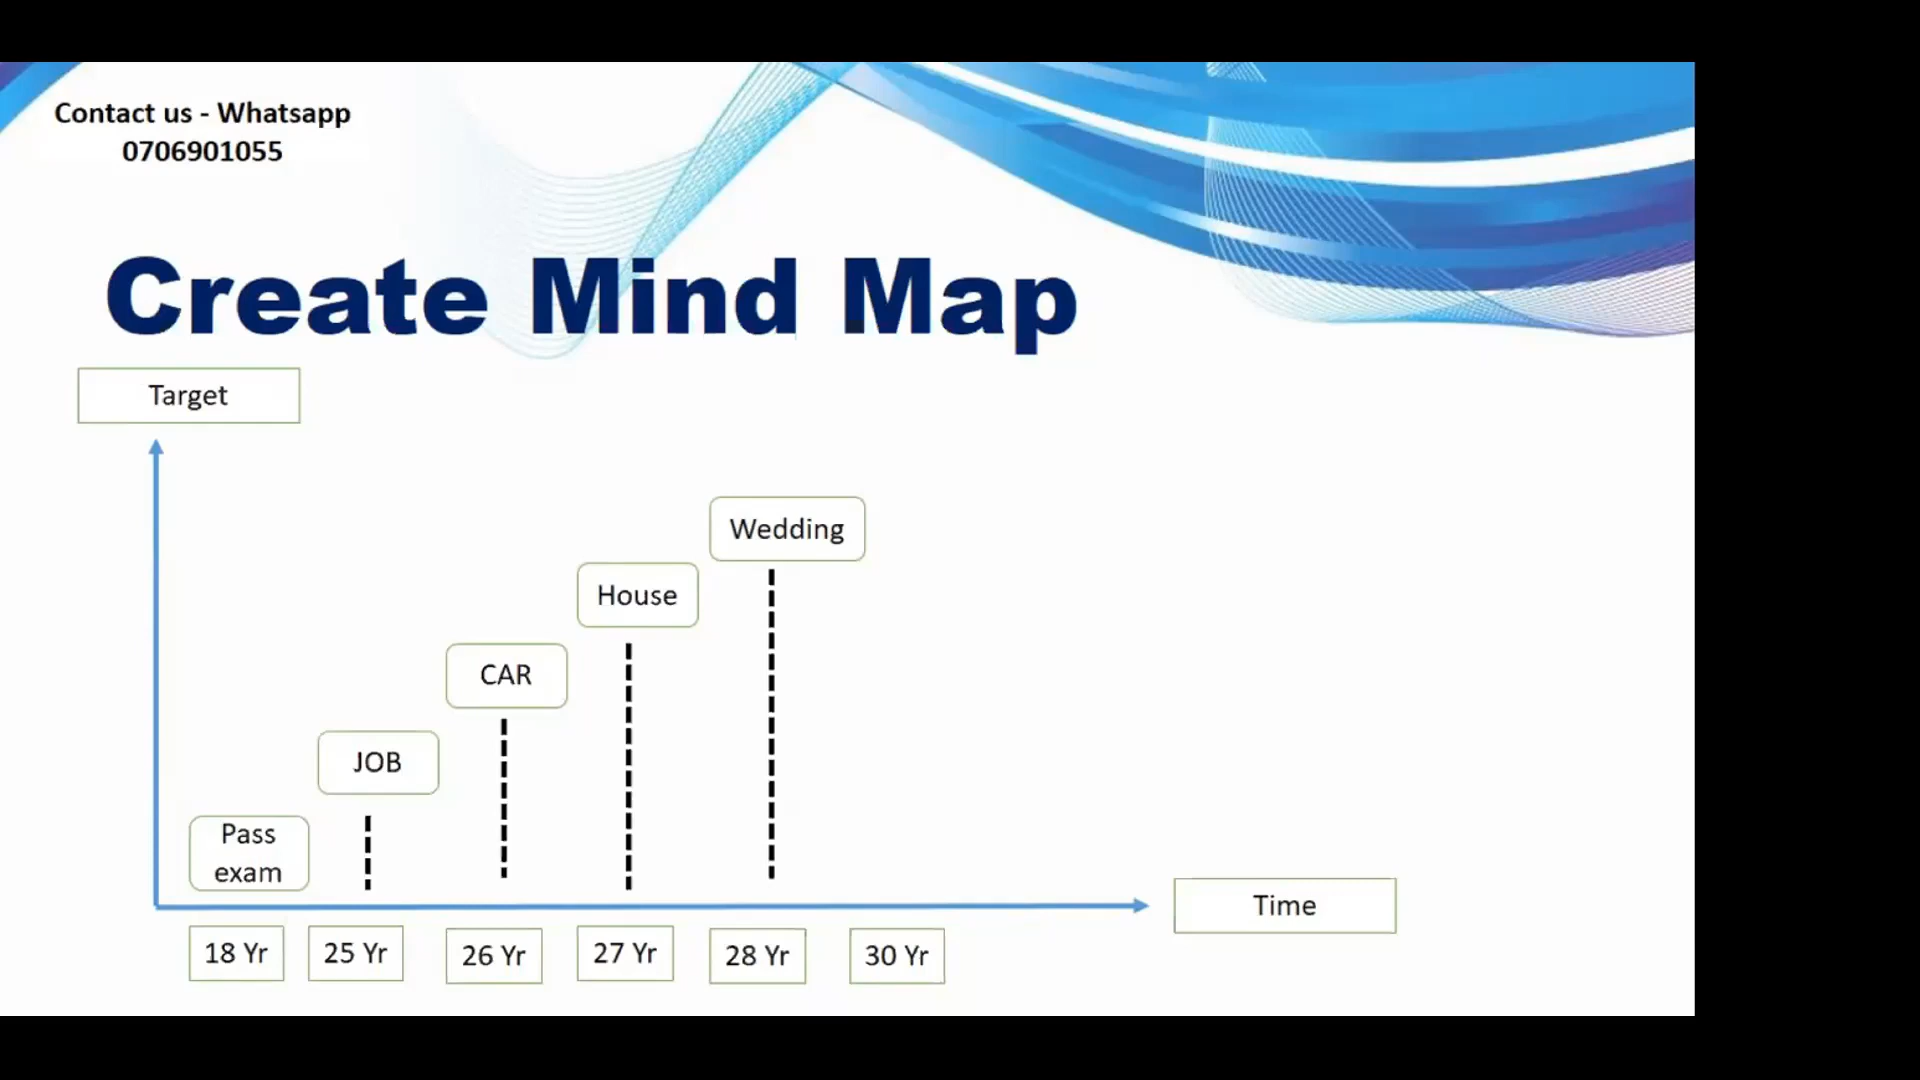 Contact us - Whatsapp
0706901055
Create Mind Map
Target
Wedding
House
CAR
JOB
Pass
exam
Time
18 Yr
25 Yr
26 Yr
27 Yr
28 Yr
30 Yr